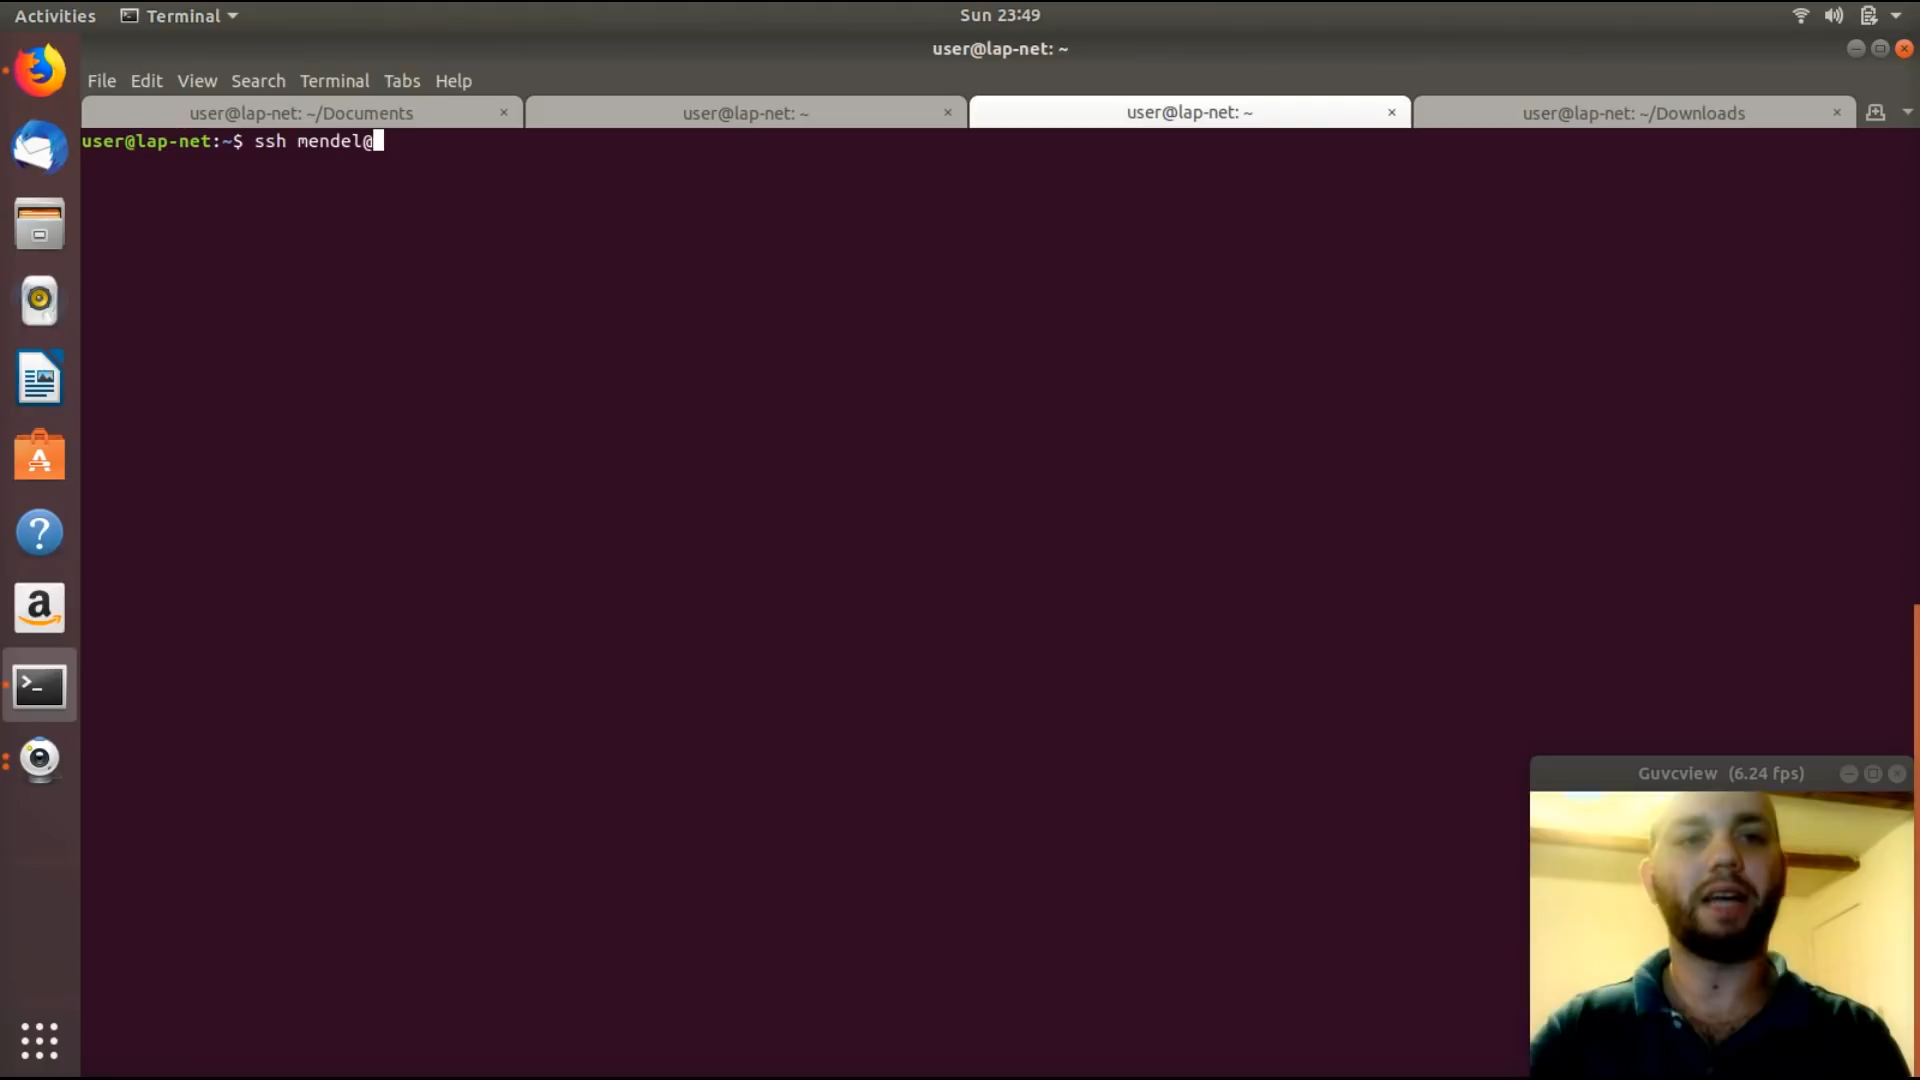 Activities Terminal Sun 23:49
user@lap-net: ~
File Edit View Search Terminal Tabs Help
user@lap-net: ~/Documents × user@lap-net: ~ × user@lap-net: ~ × user@lap-net: ~/Downloads ×
user@lap-net:~$ ssh mendel@
Guvcview (6.24 fps)